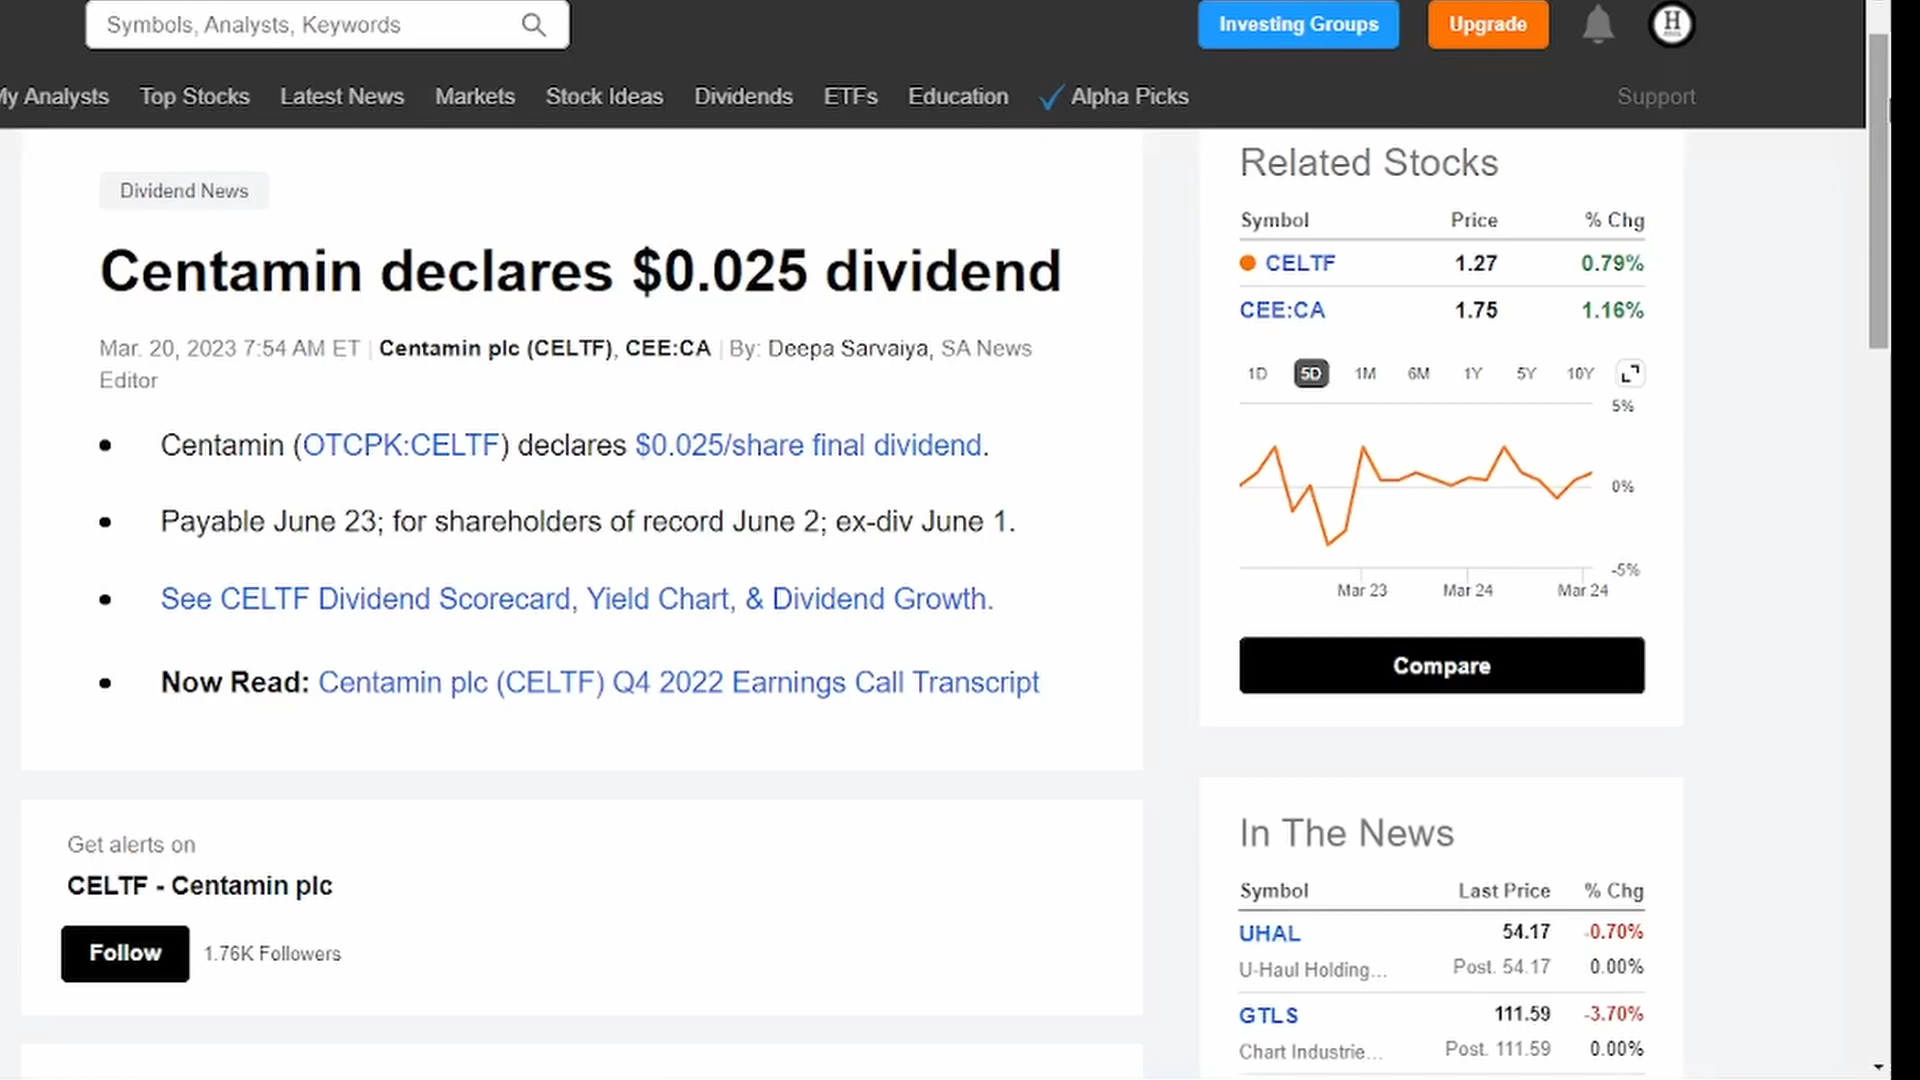 Symbols, Analysts, Keywords
Investing Groups
Upgrade
H
My Analysts Top Stocks Latest News Markets Stock Ideas Dividends ETFs Education Alpha Picks Support
Dividend News
Centamin declares $0.025 dividend
Mar. 20, 2023 7:54 AM ET | Centamin plc (CELTF), CEE:CA | By: Deepa Sarvaiya, SA News
Editor
• Centamin (OTCPK:CELTF) declares $0.025/share final dividend.
• Payable June 23; for shareholders of record June 2; ex-div June 1.
• See CELTF Dividend Scorecard, Yield Chart, & Dividend Growth.
• Now Read: Centamin plc (CELTF) Q4 2022 Earnings Call Transcript
Get alerts on
CELTF - Centamin plc
Follow 1.76K Followers
Related Stocks
Symbol Price % Chg
CELTF 1.27 0.79%
CEE:CA 1.75 1.16%
1D 5D 1M 6M 1Y 5Y 10Y
5%
0%
-5%
Mar 23 Mar 24 Mar 24
Compare
In The News
Symbol Last Price % Chg
UHAL 54.17 -0.70%
U-Haul Holding... Post. 54.17 0.00%
GTLS 111.59 -3.70%
Chart Industrie... Post. 111.59 0.00%